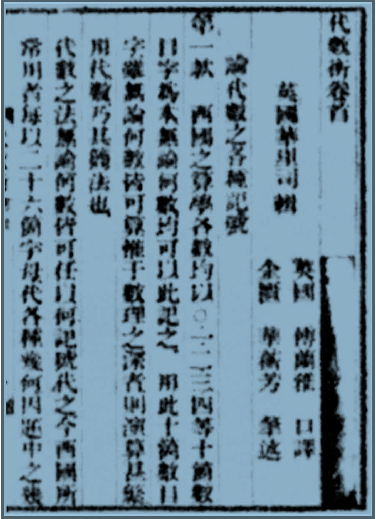 代數術卷首
英國華里司輯
英國 傅蘭雅 口譯
金匱 華蘅芳 筆述
論代數之各種記號
第一款 西國之算學各數均以〇一二三四等十箇數
目字為本無論何數均可以此記之 用此十箇數目
字雖無論何數皆可算惟于數理之深者則演算甚繁
用代數乃其簡法也
代數之法無論何數皆可任以何記號代之今西國所
常用者每以二十六箇字母代各種幾何因題中之幾